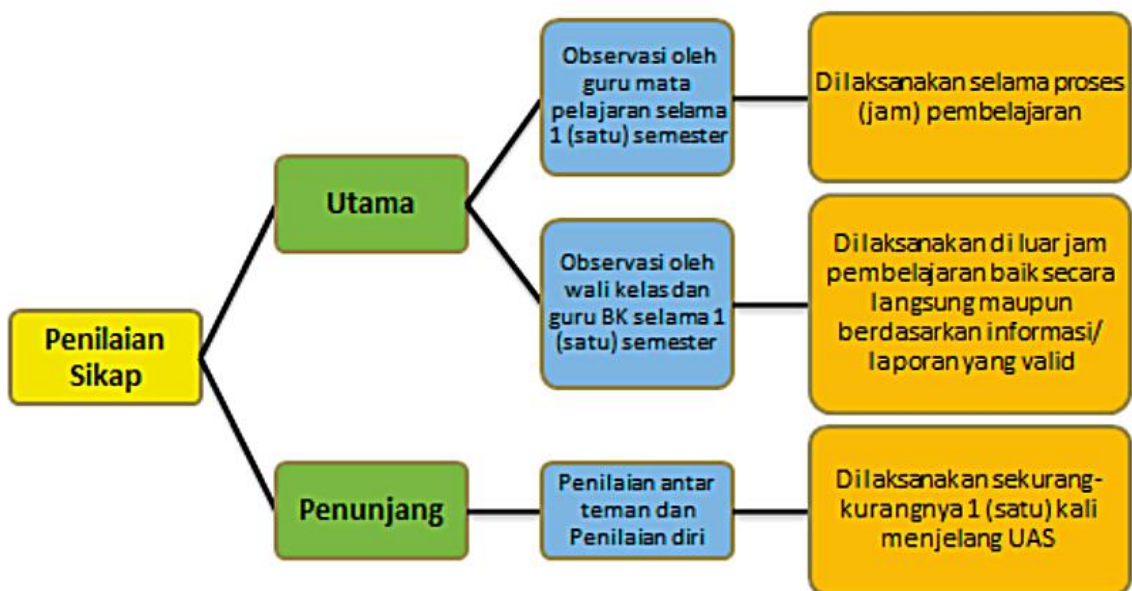 Penilaian
Sikap
Utama
Observasi oleh
guru mata
pelajaran selama
1 (satu) semester
Dilaksanakan selama proses
(jam) pembelajaran
Observasi oleh
wali kelas dan
guru BK selama 1
(satu) semester
Dilaksanakan di luar jam
pembelajaran baik secara
langsung maupun
berdasarkan informasi/
laporan yang valid
Penunjang
Penilaian antar
teman dan
Penilaian diri
Dilaksanakan sekurang-
kurangnya 1 (satu) kali
menjelang UAS